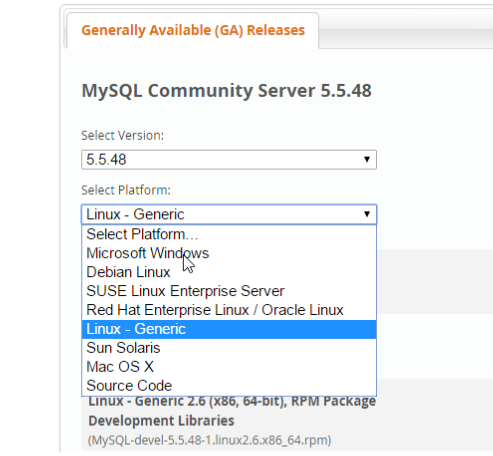 Generally Available (GA) Releases
MySQL Community Server 5.5.48
Select Version:
5.5.48
Select Platform:
Linux - Generic
Select Platform...
Microsoft Windows
Debian Linux
SUSE Linux Enterprise Server
Red Hat Enterprise Linux / Oracle Linux
Linux - Generic
Sun Solaris
Mac OS X
Source Code
Linux - Generic 2.6 (x86, 64-bit), RPM Package
Development Libraries
(MySQL-devel-5.5.48-1.linux2.6.x86_64.rpm)